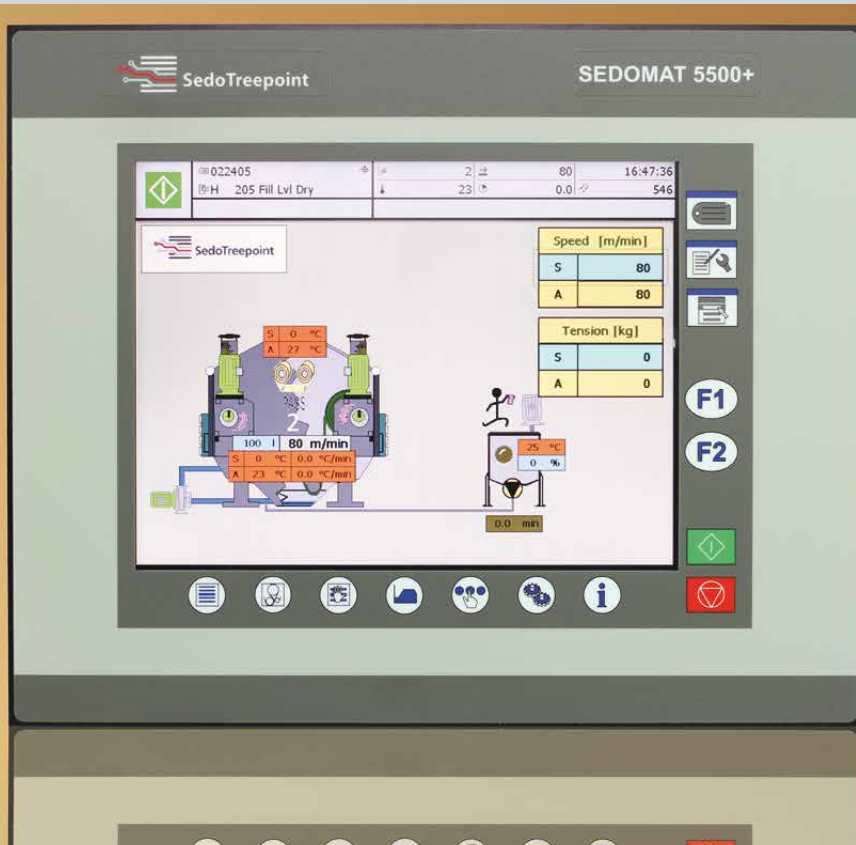 SedoTreepoint
SEDOMAT 5500+
022405 2 80 16:47:36
H 205 Fill Lvl Dry 23 0.0 546
SedoTreepoint
Speed [m/min]
S 80
A 80
Tension [kg]
S 0
A 0
S 0 °C
A 27 °C
PASS
2
100 l 80 m/min
S 0 °C 0.0 °C/min
A 23 °C 0.0 °C/min
25 °C
0 %
0.0 min
F1
F2
i